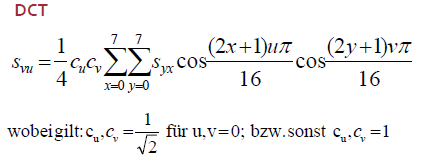 DCT
S_vu = 1/4 c_u c_v ∑_{x=0}^{7} ∑_{y=0}^{7} s_yx cos (2x+1)uπ/16 cos (2y+1)vπ/16
wobei gilt: c_u, c_v = 1/√2 für u,v=0; bzw. sonst c_u, c_v =1